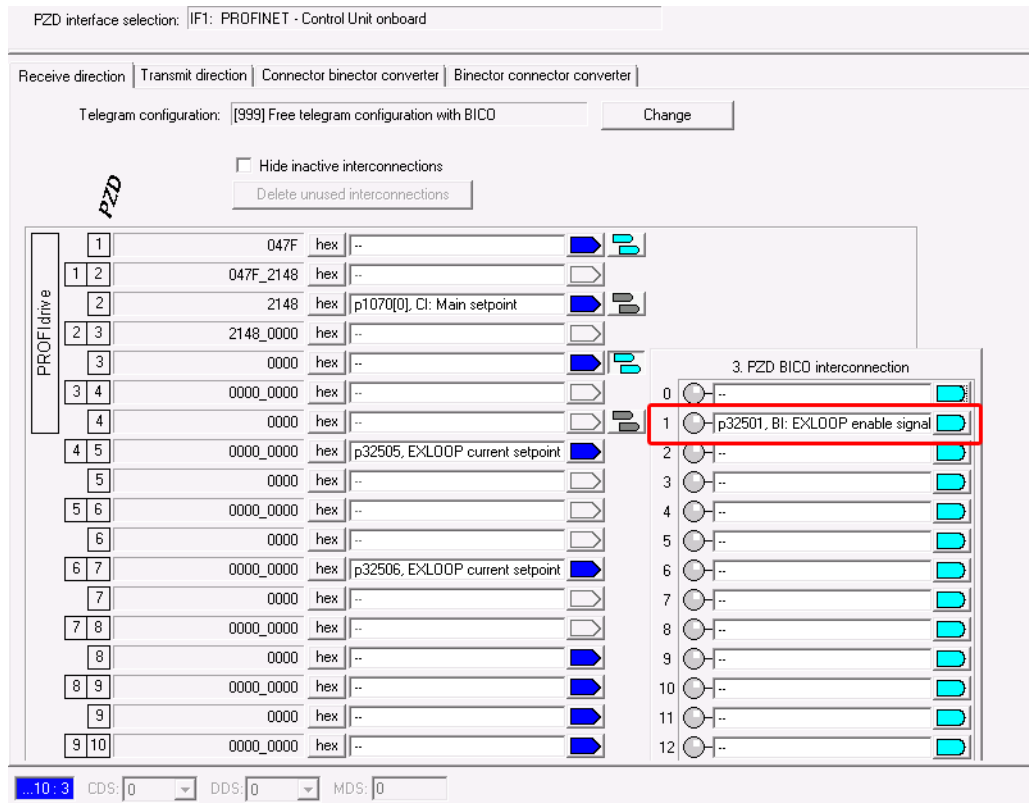 PZD interface selection: IF1: PROFINET - Control Unit onboard
Receive direction Transmit direction Connector binector converter Binector connector converter
Telegram configuration: [999] Free telegram configuration with BICO Change
Hide inactive interconnections
Delete unused interconnections
PZD
PROFIdrive
1 047F hex --
1 2 047F_2148 hex --
2 2148 hex p1070[0], CI: Main setpoint
2 3 2148_0000 hex --
3 0000 hex --
3 4 0000_0000 hex --
4 0000 hex --
4 5 0000_0000 hex p32505, EXLOOP current setpoint
5 0000 hex --
5 6 0000_0000 hex --
6 0000 hex --
6 7 0000_0000 hex p32506, EXLOOP current setpoint
7 0000 hex --
7 8 0000_0000 hex --
8 0000 hex --
8 9 0000_0000 hex --
9 0000 hex --
9 10 0000_0000 hex --
3. PZD BICO interconnection
0 --
1 p32501, BI: EXLOOP enable signal
2 --
3 --
4 --
5 --
6 --
7 --
8 --
9 --
10 --
11 --
12 --
...10 : 3 CDS: 0 DDS: 0 MDS: 0